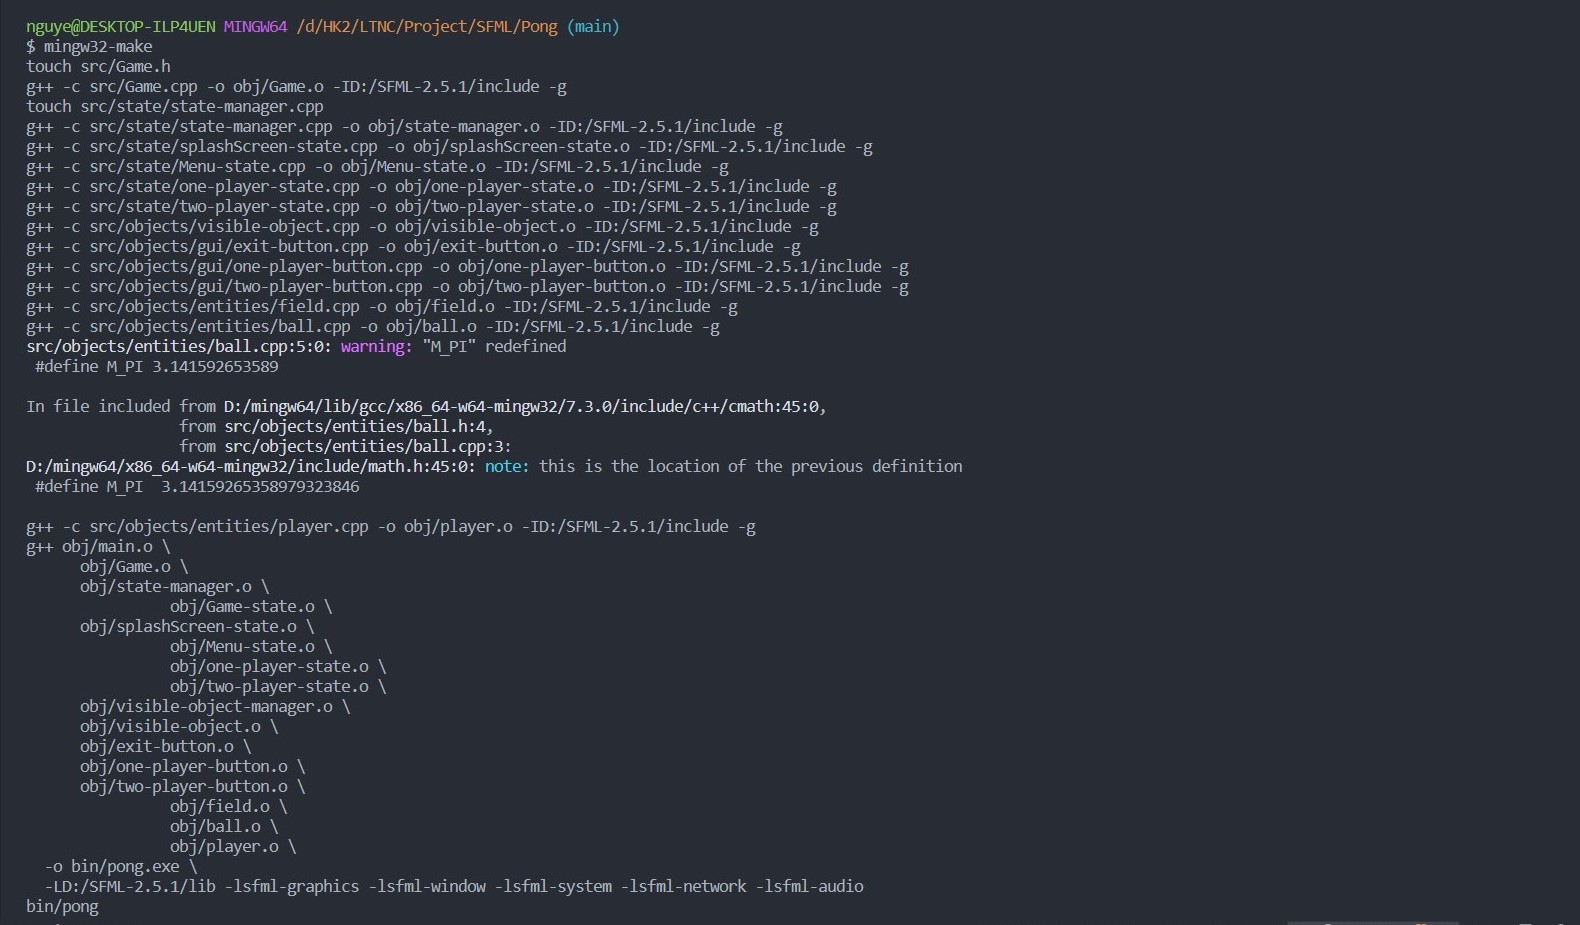 nguye@DESKTOP-ILP4UEN MINGW64 /d/HK2/LTNC/Project/SFML/Pong (main)
$ mingw32-make
touch src/Game.h
g++ -c src/Game.cpp -o obj/Game.o -ID:/SFML-2.5.1/include -g
touch src/state/state-manager.cpp
g++ -c src/state/state-manager.cpp -o obj/state-manager.o -ID:/SFML-2.5.1/include -g
g++ -c src/state/splashScreen-state.cpp -o obj/splashScreen-state.o -ID:/SFML-2.5.1/include -g
g++ -c src/state/Menu-state.cpp -o obj/Menu-state.o -ID:/SFML-2.5.1/include -g
g++ -c src/state/one-player-state.cpp -o obj/one-player-state.o -ID:/SFML-2.5.1/include -g
g++ -c src/state/two-player-state.cpp -o obj/two-player-state.o -ID:/SFML-2.5.1/include -g
g++ -c src/objects/visible-object.cpp -o obj/visible-object.o -ID:/SFML-2.5.1/include -g
g++ -c src/objects/gui/exit-button.cpp -o obj/exit-button.o -ID:/SFML-2.5.1/include -g
g++ -c src/objects/gui/one-player-button.cpp -o obj/one-player-button.o -ID:/SFML-2.5.1/include -g
g++ -c src/objects/gui/two-player-button.cpp -o obj/two-player-button.o -ID:/SFML-2.5.1/include -g
g++ -c src/objects/entities/field.cpp -o obj/field.o -ID:/SFML-2.5.1/include -g
g++ -c src/objects/entities/ball.cpp -o obj/ball.o -ID:/SFML-2.5.1/include -g
src/objects/entities/ball.cpp:5:0: warning: "M_PI" redefined
 #define M_PI 3.141592653589

In file included from D:/mingw64/lib/gcc/x86_64-w64-mingw32/7.3.0/include/c++/cmath:45:0,
                 from src/objects/entities/ball.h:4,
                 from src/objects/entities/ball.cpp:3:
D:/mingw64/x86_64-w64-mingw32/include/math.h:45:0: note: this is the location of the previous definition
 #define M_PI  3.14159265358979323846

g++ -c src/objects/entities/player.cpp -o obj/player.o -ID:/SFML-2.5.1/include -g
g++ obj/main.o \
      obj/Game.o \
      obj/state-manager.o \
                obj/Game-state.o \
      obj/splashScreen-state.o \
                obj/Menu-state.o \
                obj/one-player-state.o \
                obj/two-player-state.o \
      obj/visible-object-manager.o \
      obj/visible-object.o \
      obj/exit-button.o \
      obj/one-player-button.o \
      obj/two-player-button.o \
                obj/field.o \
                obj/ball.o \
                obj/player.o \
  -o bin/pong.exe \
  -LD:/SFML-2.5.1/lib -lsfml-graphics -lsfml-window -lsfml-system -lsfml-network -lsfml-audio
bin/pong